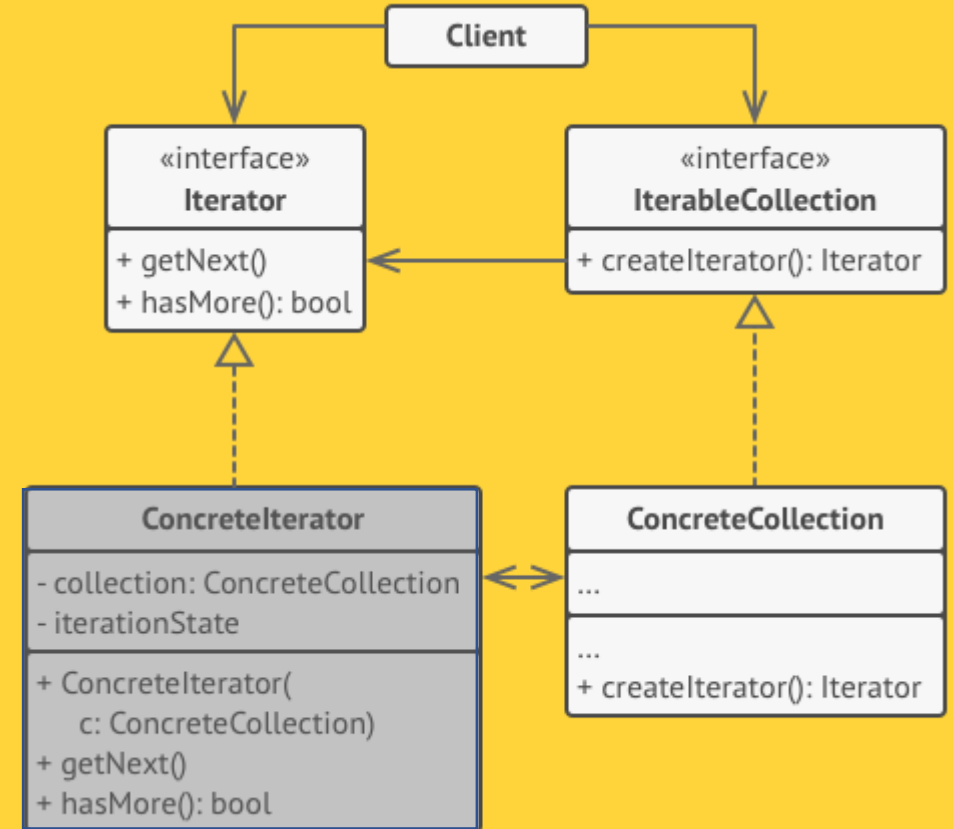 Client
«interface»
Iterator
+ getNext()
+ hasMore(): bool
«interface»
IterableCollection
+ createIterator(): Iterator
ConcreteIterator
- collection: ConcreteCollection
- iterationState
+ ConcreteIterator(
c: ConcreteCollection)
+ getNext()
+ hasMore(): bool
ConcreteCollection
...
...
+ createIterator(): Iterator